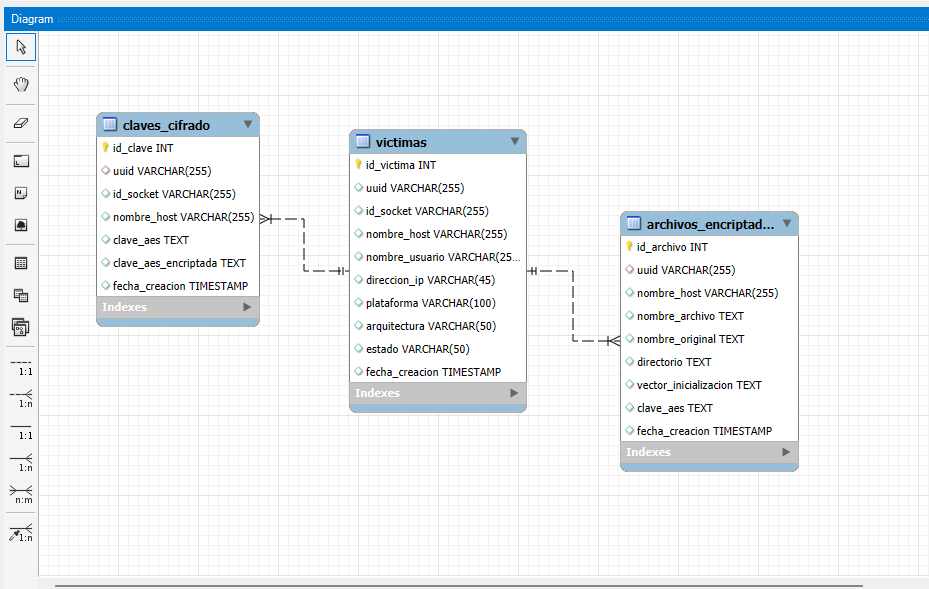 Diagram
claves_cifrado
id_clave INT
uuid VARCHAR(255)
id_socket VARCHAR(255)
nombre_host VARCHAR(255)
clave_aes TEXT
clave_aes_encriptada TEXT
fecha_creacion TIMESTAMP
Indexes
victimas
id_victima INT
uuid VARCHAR(255)
id_socket VARCHAR(255)
nombre_host VARCHAR(255)
nombre_usuario VARCHAR(25...
direccion_ip VARCHAR(45)
plataforma VARCHAR(100)
arquitectura VARCHAR(50)
estado VARCHAR(50)
fecha_creacion TIMESTAMP
Indexes
archivos_encriptad...
id_archivo INT
uuid VARCHAR(255)
nombre_host VARCHAR(255)
nombre_archivo TEXT
nombre_original TEXT
directorio TEXT
vector_inicializacion TEXT
clave_aes TEXT
fecha_creacion TIMESTAMP
Indexes
1:1
1:n
1:1
1:n
n:m
1:n